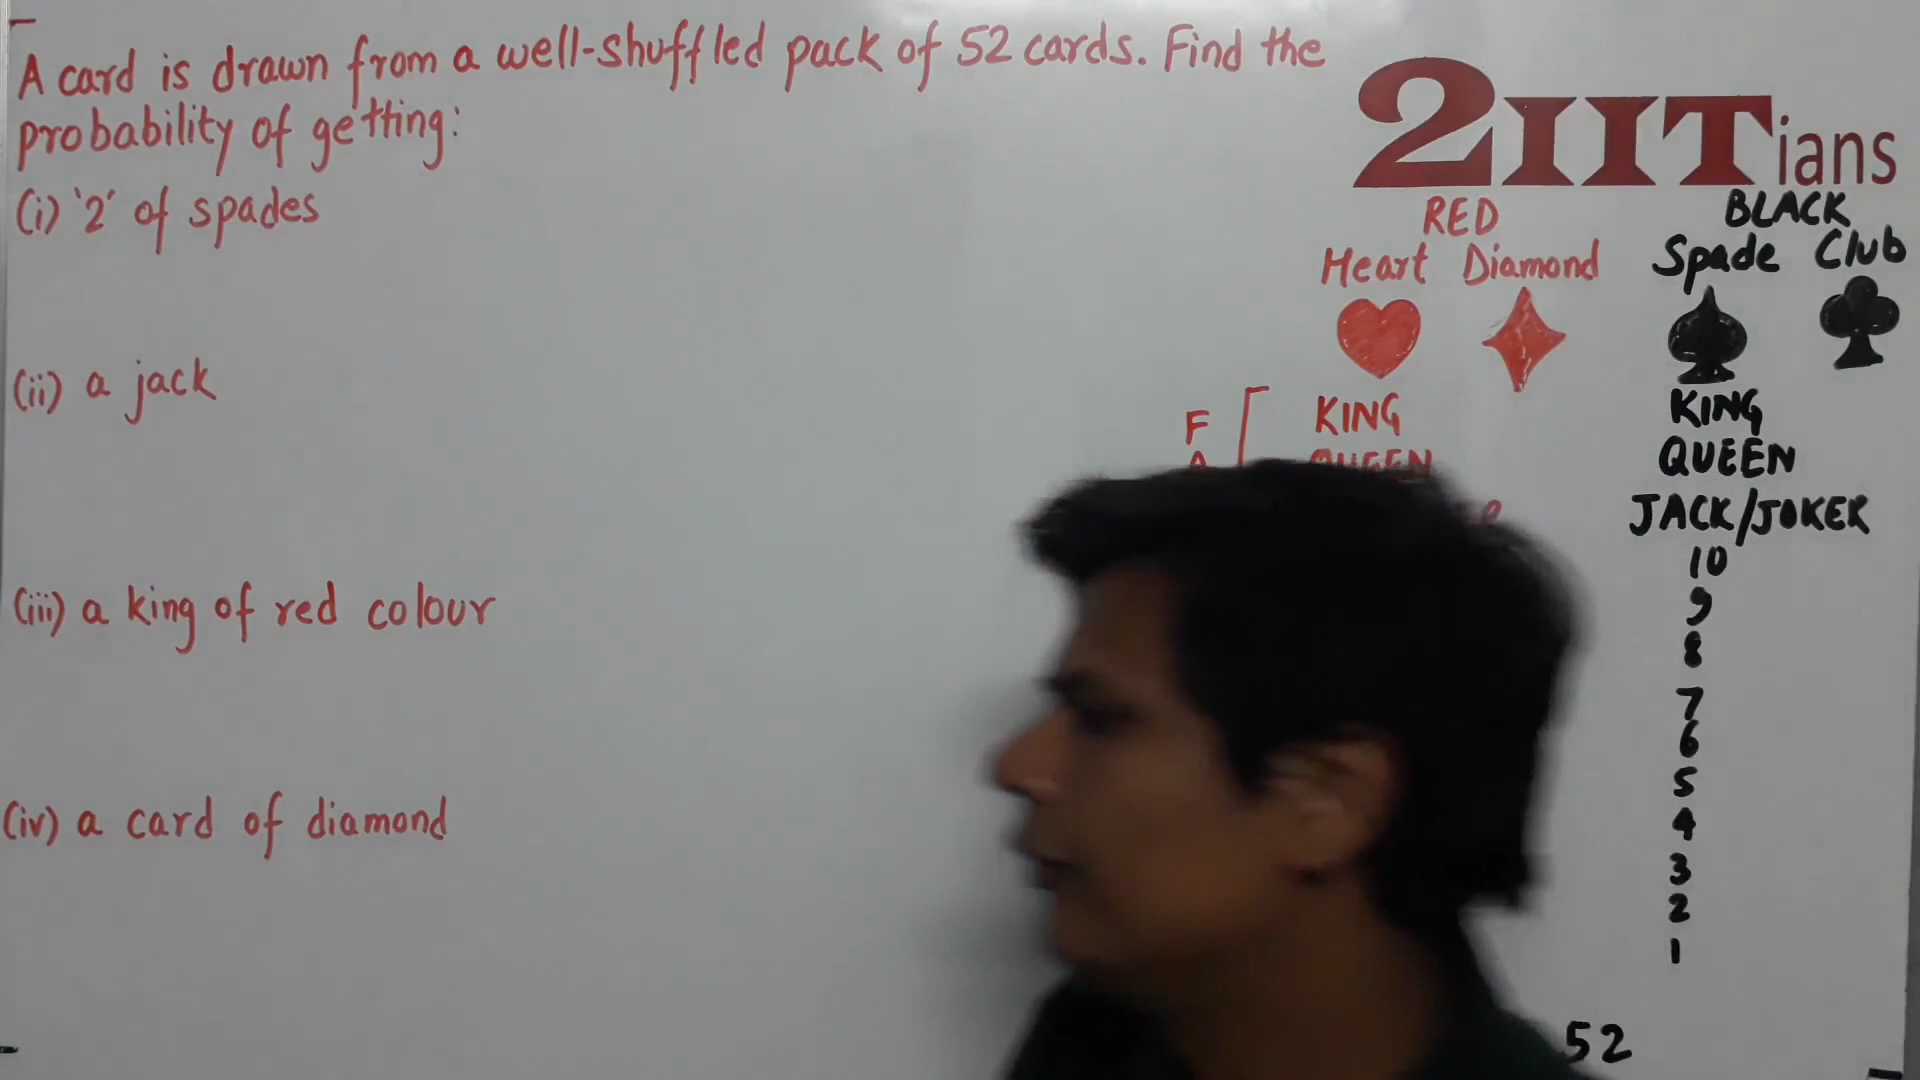 A card is drawn from a well-shuffled pack of 52 cards. Find the
probability of getting:
(i) '2' of spades
(ii) a jack
(iii) a king of red colour
(iv) a card of diamond
2IITians
RED
BLACK
Heart Diamond
Spade Club
F
KING
KING
QUEEN
QUEEN
JACK/JOKER
10
9
8
7
6
5
4
3
2
1
52